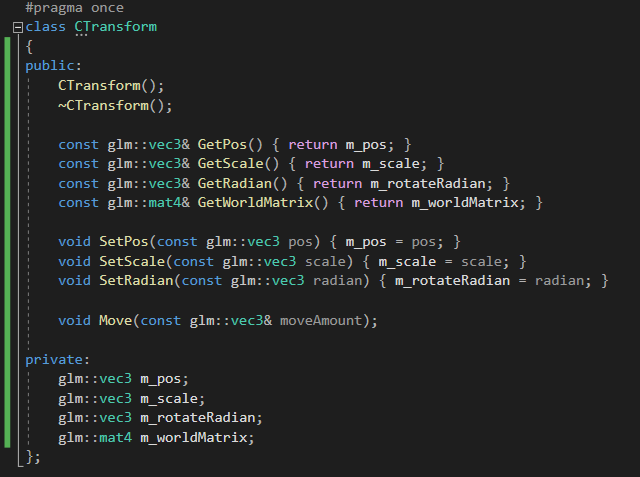 #pragma once
class CTransform
{
public:
    CTransform();
    ~CTransform();

    const glm::vec3& GetPos() { return m_pos; }
    const glm::vec3& GetScale() { return m_scale; }
    const glm::vec3& GetRadian() { return m_rotateRadian; }
    const glm::mat4& GetWorldMatrix() { return m_worldMatrix; }

    void SetPos(const glm::vec3 pos) { m_pos = pos; }
    void SetScale(const glm::vec3 scale) { m_scale = scale; }
    void SetRadian(const glm::vec3 radian) { m_rotateRadian = radian; }

    void Move(const glm::vec3& moveAmount);

private:
    glm::vec3 m_pos;
    glm::vec3 m_scale;
    glm::vec3 m_rotateRadian;
    glm::mat4 m_worldMatrix;
};